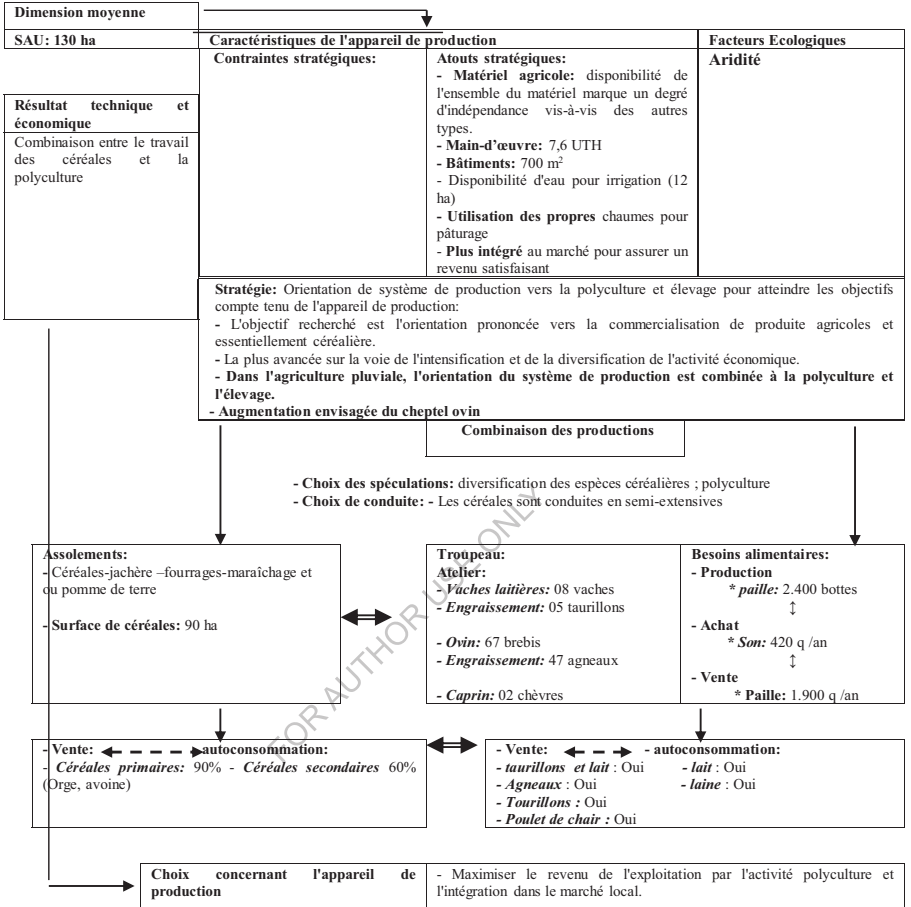 Dimension moyenne
SAU: 130 ha
Caractéristiques de l'appareil de production
Facteurs Ecologiques
Contraintes stratégiques:
Atouts stratégiques:
- Matériel agricole: disponibilité de
l'ensemble du matériel marque un degré
d'indépendance vis-à-vis des autres
types.
- Main-d'œuvre: 7,6 UTH
- Bâtiments: 700 m²
- Disponibilité d'eau pour irrigation (12
ha)
- Utilisation des propres chaumes pour
pâturage
- Plus intégré au marché pour assurer un
revenu satisfaisant
Aridité
Résultat technique et
économique
Combinaison entre le travail
des céréales et la
polyculture
Stratégie: Orientation de système de production vers la polyculture et élevage pour atteindre les objectifs
compte tenu de l'appareil de production:
- L'objectif recherché est l'orientation prononcée vers la commercialisation de produite agricoles et
essentiellement céréalière.
- La plus avancée sur la voie de l'intensification et de la diversification de l'activité économique.
- Dans l'agriculture pluviale, l'orientation du système de production est combinée à la polyculture et
l'élevage.
- Augmentation envisagée du cheptel ovin
Combinaison des productions
- Choix des spéculations: diversification des espèces céréalières ; polyculture
- Choix de conduite: - Les céréales sont conduites en semi-extensives
Assolements:
- Céréales-jachère –fourrages-maraîchage et
ou pomme de terre
- Surface de céréales: 90 ha
Troupeau:
Atelier:
- Vaches laitières: 08 vaches
- Engraissement: 05 taurillons
- Ovin: 67 brebis
- Engraissement: 47 agneaux
- Caprin: 02 chèvres
Besoins alimentaires:
- Production
* paille: 2.400 bottes
↕
- Achat
* Son: 420 q /an
↕
- Vente
* Paille: 1.900 q /an
- Vente: autoconsommation:
- Céréales primaires: 90% - Céréales secondaires 60%
(Orge, avoine)
- Vente: - autoconsommation:
- taurillons et lait : Oui - lait : Oui
- Agneaux : Oui - laine : Oui
- Tourillons : Oui
- Poulet de chair : Oui
Choix concernant l'appareil de
production
- Maximiser le revenu de l'exploitation par l'activité polyculture et
l'intégration dans le marché local.
FOR AUTHOR USE ONLY